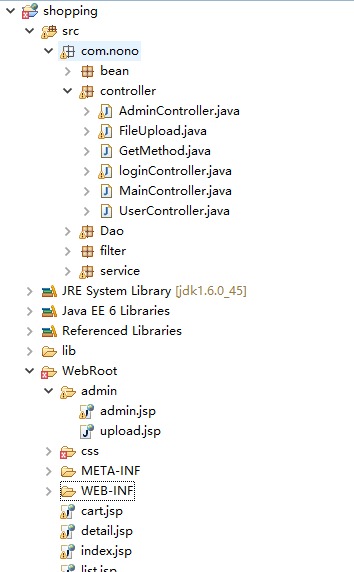 shopping
src
com.nono
bean
controller
AdminController.java
FileUpload.java
GetMethod.java
loginController.java
MainController.java
UserController.java
Dao
filter
service
JRE System Library [jdk1.6.0_45]
Java EE 6 Libraries
Referenced Libraries
lib
WebRoot
admin
admin.jsp
upload.jsp
css
META-INF
WEB-INF
cart.jsp
detail.jsp
index.jsp
list.jsp